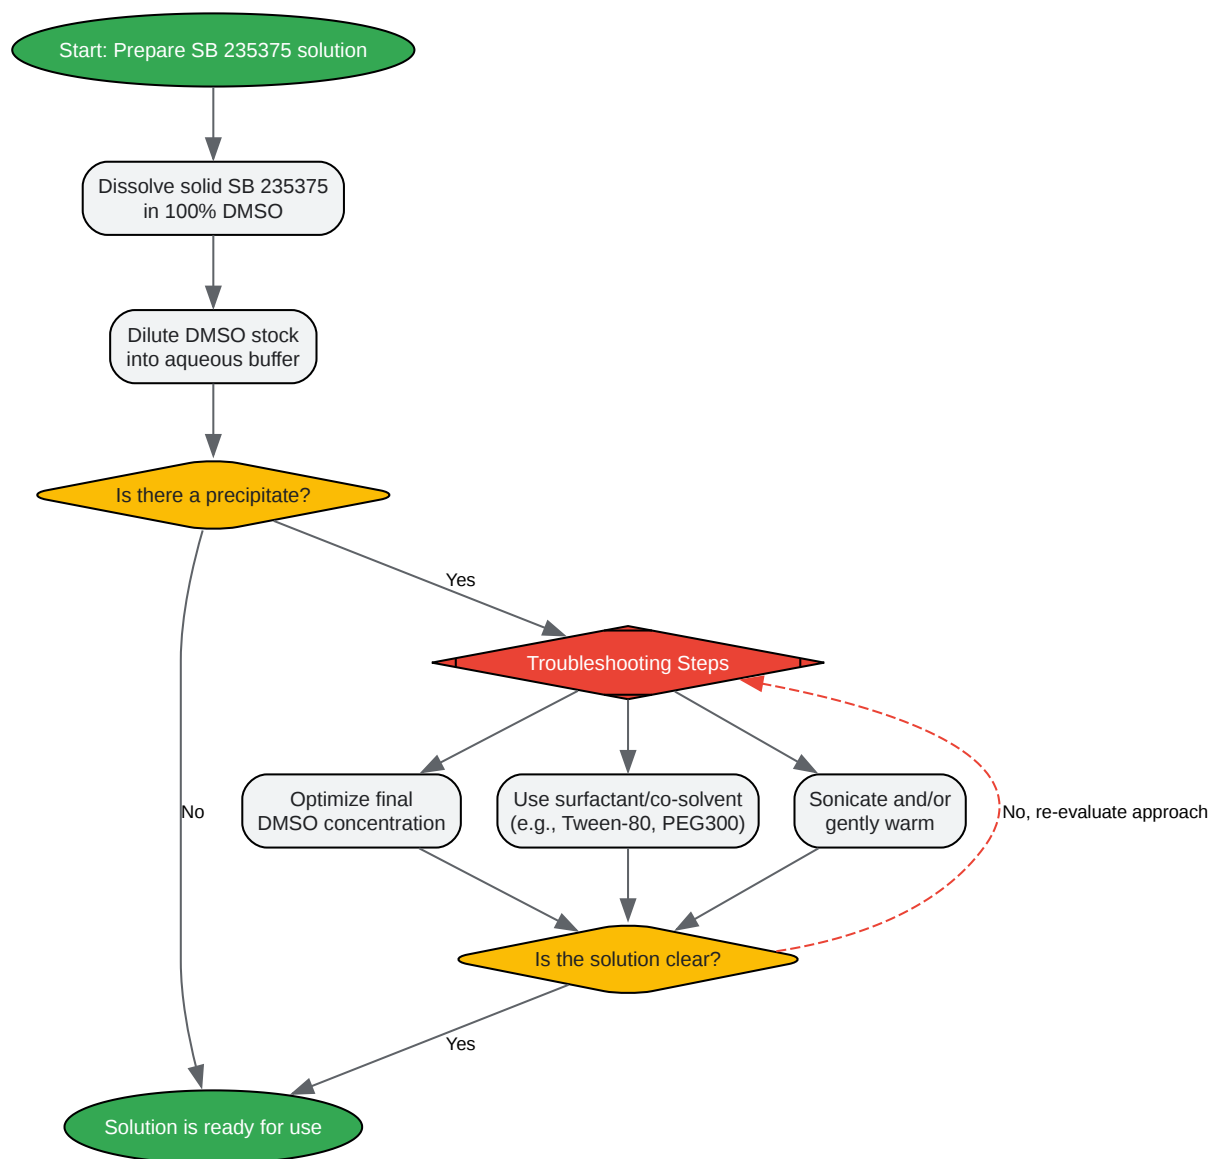 Start: Prepare SB 235375 solution
Dissolve solid SB 235375
in 100% DMSO
Dilute DMSO stock
into aqueous buffer
Is there a precipitate?
Yes
Troubleshooting Steps
No
Optimize final
DMSO concentration
Use surfactant/co-solvent
(e.g., Tween-80, PEG300)
Sonicate and/or
gently warm
No, re-evaluate approach
Is the solution clear?
Yes
Solution is ready for use